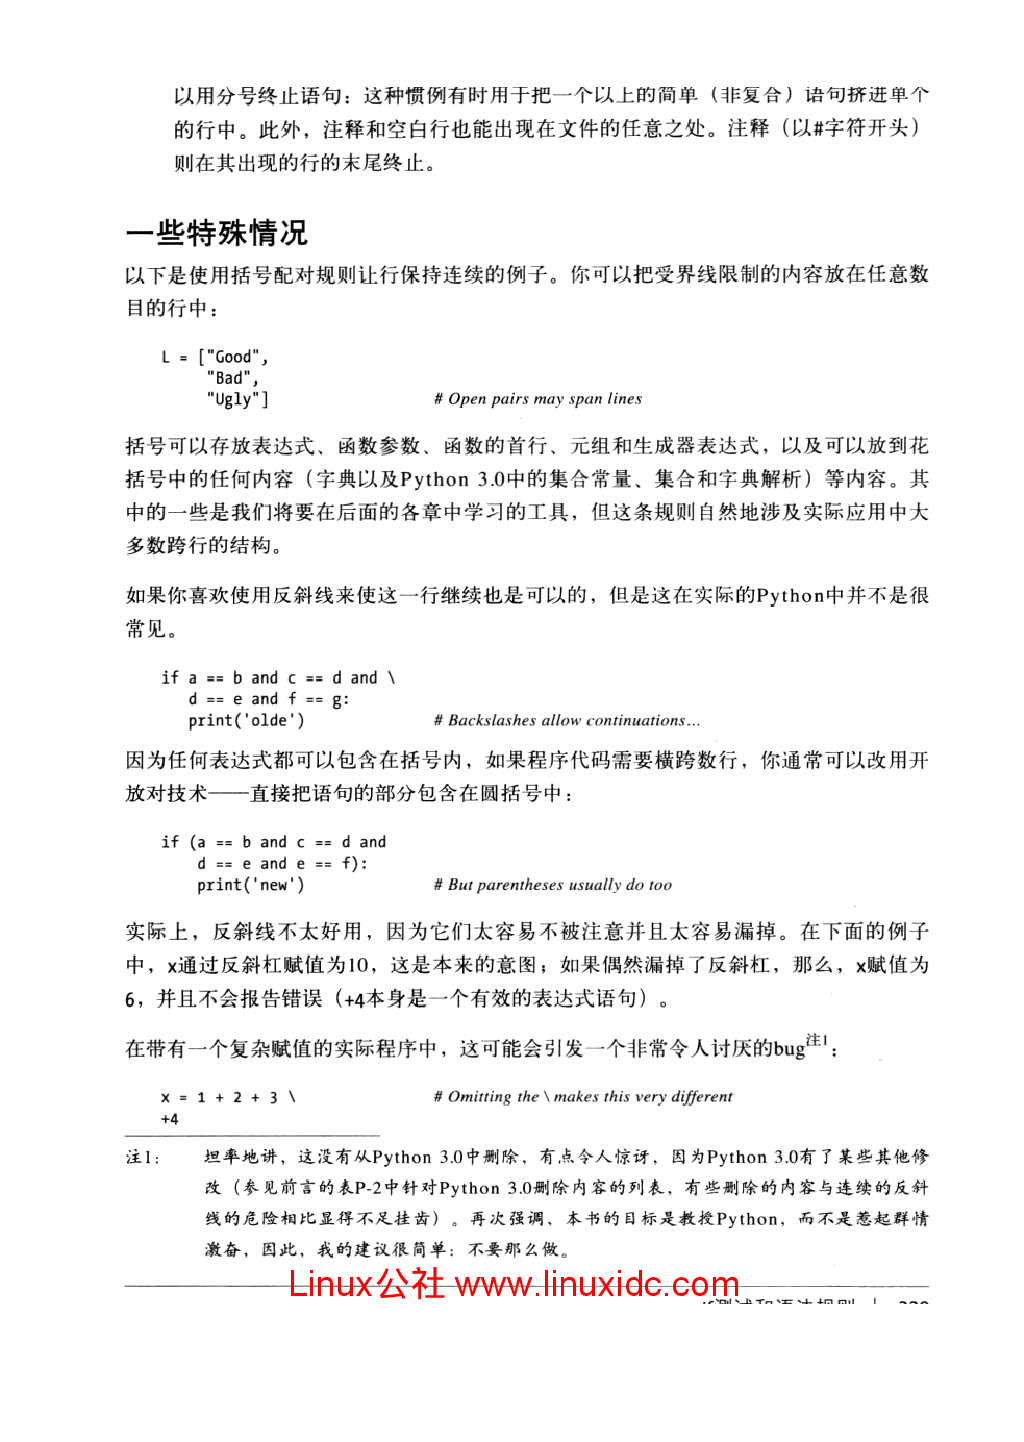 以用分号终止语句：这种惯例有时用于把一个以上的简单（非复合）语句挤进单个
的行中。此外，注释和空白行也能出现在文件的任意之处。注释（以#字符开头）
则在其出现的行的末尾终止。
一些特殊情况
以下是使用括号配对规则让行保持连续的例子。你可以把受界线限制的内容放在任意数
目的行中：
L = ["Good",
"Bad",
"Ugly"] # Open pairs may span lines
括号可以存放表达式、函数参数、函数的首行、元组和生成器表达式，以及可以放到花
括号中的任何内容（字典以及Python 3.0中的集合常量、集合和字典解析）等内容。其
中的一些是我们将要在后面的各章中学习的工具，但这条规则自然地涉及实际应用中大
多数跨行的结构。
如果你喜欢使用反斜线来使这一行继续也是可以的，但是这在实际的Python中并不是很
常见。
if a == b and c == d and \
d == e and f == g:
print('olde') # Backslashes allow continuations...
因为任何表达式都可以包含在括号内，如果程序代码需要横跨数行，你通常可以改用开
放对技术——直接把语句的部分包含在圆括号中：
if (a == b and c == d and
d == e and e == f):
print('new') # But parentheses usually do too
实际上，反斜线不太好用，因为它们太容易不被注意并且太容易漏掉。在下面的例子
中，x通过反斜杠赋值为10，这是本来的意图；如果偶然漏掉了反斜杠，那么，x赋值为
6，并且不会报告错误（+4本身是一个有效的表达式语句）。
在带有一个复杂赋值的实际程序中，这可能会引发一个非常令人讨厌的bug注1：
x = 1 + 2 + 3 \ # Omitting the \ makes this very different
+4
注1： 坦率地讲，这没有从Python 3.0中删除，有点令人惊讶，因为Python 3.0有了某些其他修
改（参见前言的表P-2中针对Python 3.0删除内容的列表，有些删除的内容与连续的反斜
线的危险相比显得不足挂齿）。再次强调，本书的目标是教授Python，而不是惹起群情
激奋，因此，我的建议很简单：不要那么做。
Linux公社 www.linuxidc.com
if测试和语法规则 |